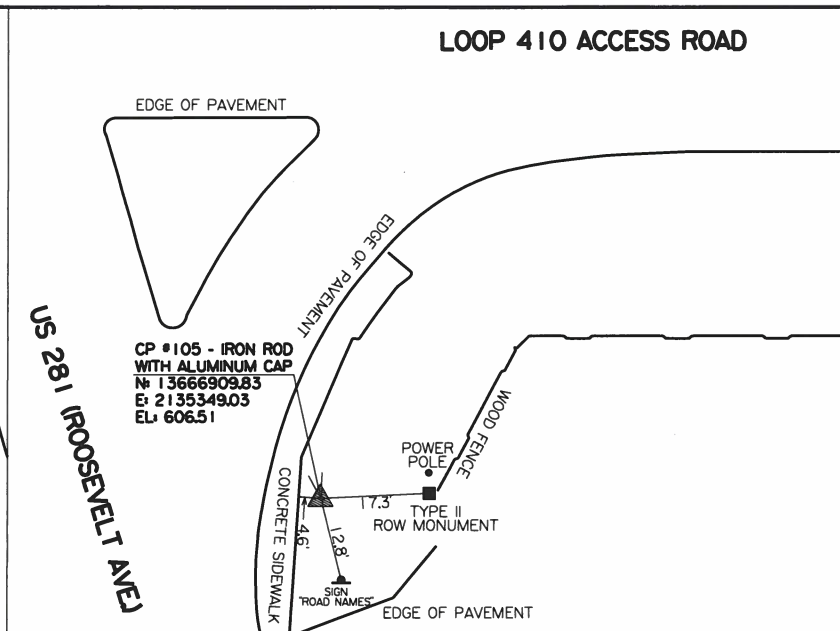 LOOP 410 ACCESS ROAD
EDGE OF PAVEMENT
EDGE OF PAVEMENT
US 281 (ROOSEVELT AVE.)
CP #105 - IRON ROD
WITH ALUMINUM CAP
N: 13666909.83
E: 2135349.03
EL: 606.51
WOOD FENCE
POWER
POLE
CONCRETE SIDEWALK
17.3'
TYPE II
ROW MONUMENT
4.6'
12.8'
SIGN
"ROAD NAMES"
EDGE OF PAVEMENT